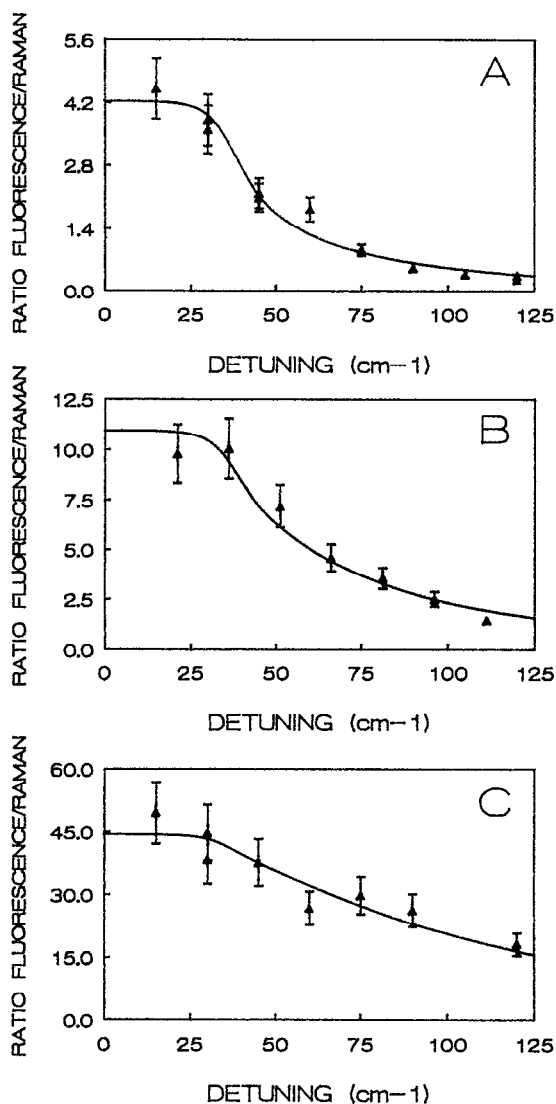 RATIO FLUORESCENCE/RAMAN
5.6
4.2
2.8
1.4
0.0
A
0 25 50 75 100 125
DETUNING (cm-1)
RATIO FLUORESCENCE/RAMAN
12.5
10.0
7.5
5.0
2.5
0.0
B
0 25 50 75 100 125
DETUNING (cm-1)
RATIO FLUORESCENCE/RAMAN
60.0
45.0
30.0
15.0
0.0
C
0 25 50 75 100 125
DETUNING (cm-1)